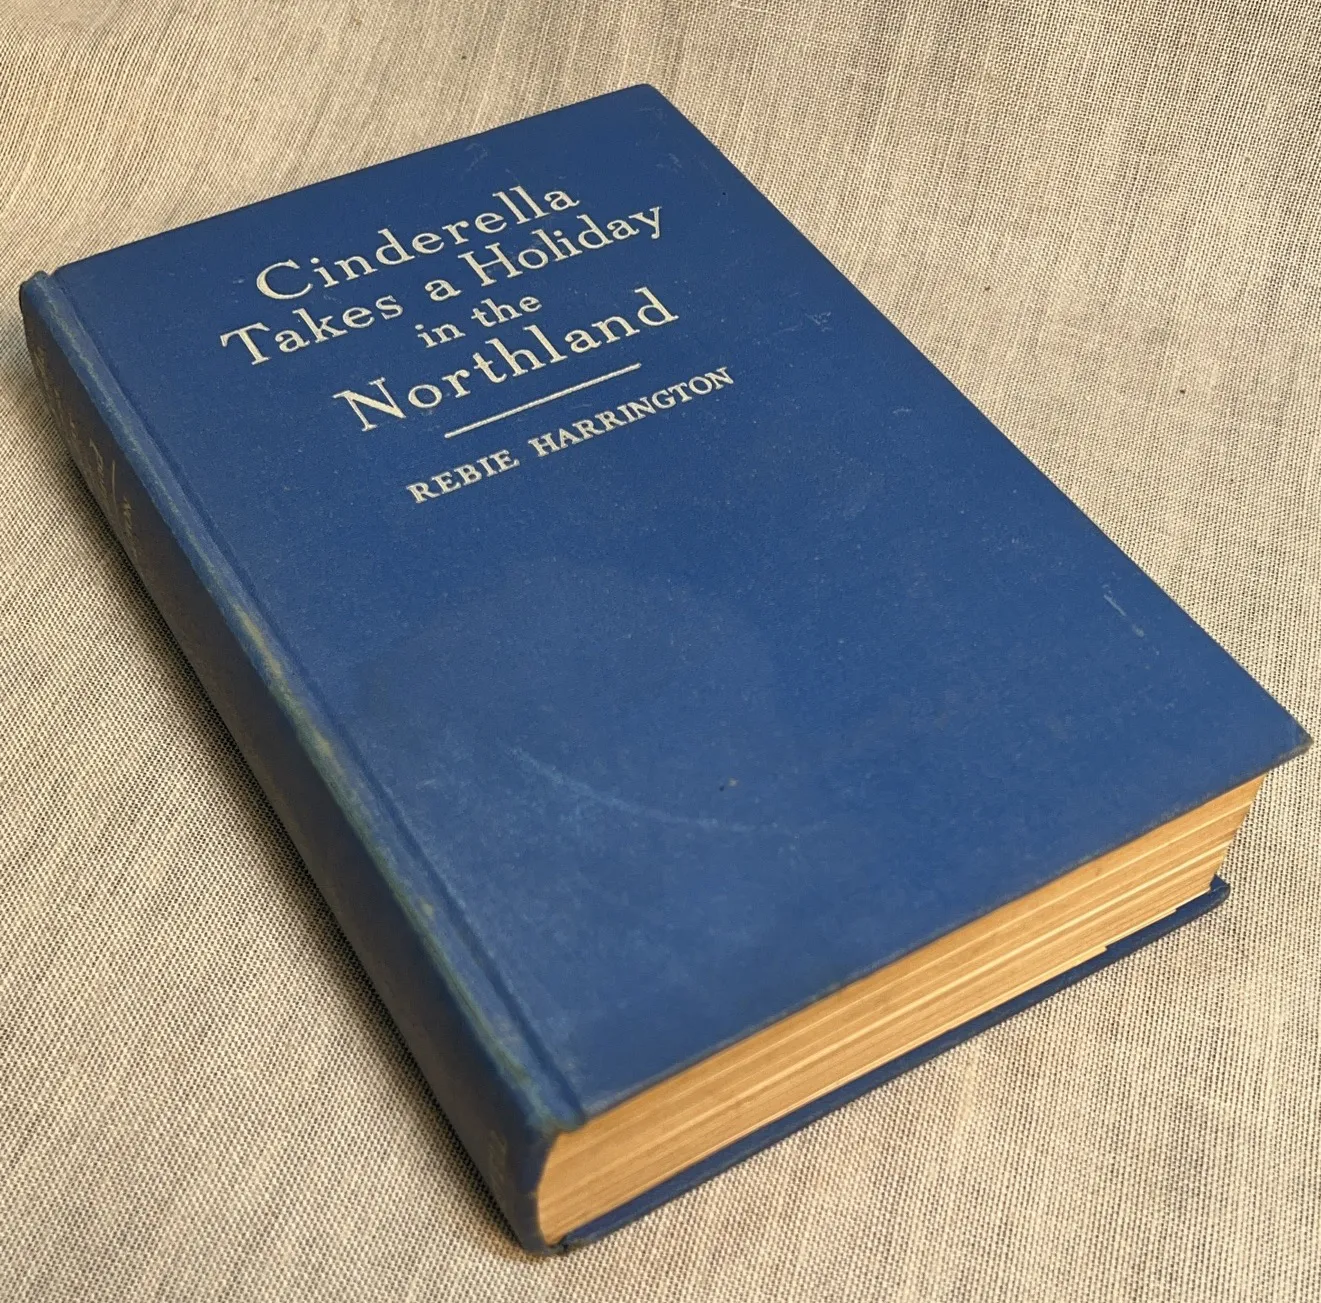 Cinderella
Takes a Holiday
in the
Northland
REBIE HARRINGTON